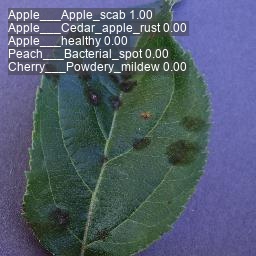 Apple___Apple_scab 1.00
Apple___Cedar_apple_rust 0.00
Apple___healthy 0.00
Peach___Bacterial_spot 0.00
Cherry___Powdery_mildew 0.00